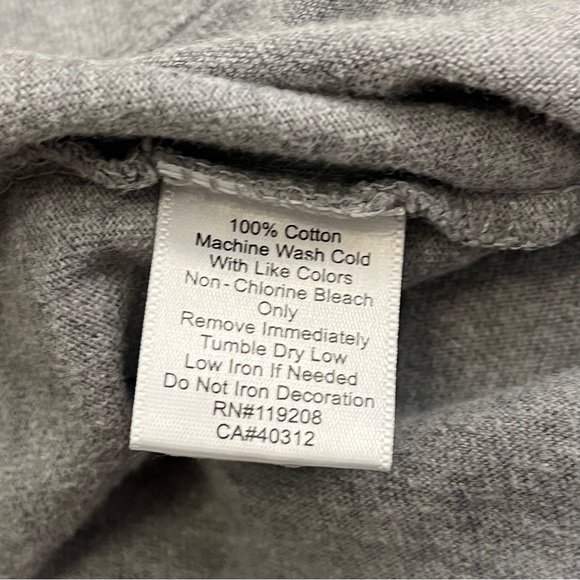 100% Cotton
Machine Wash Cold
With Like Colors
Non-Chlorine Bleach
Only
Remove Immediately
Tumble Dry Low
Low Iron If Needed
Do Not Iron Decoration
RN#119208
CA#40312